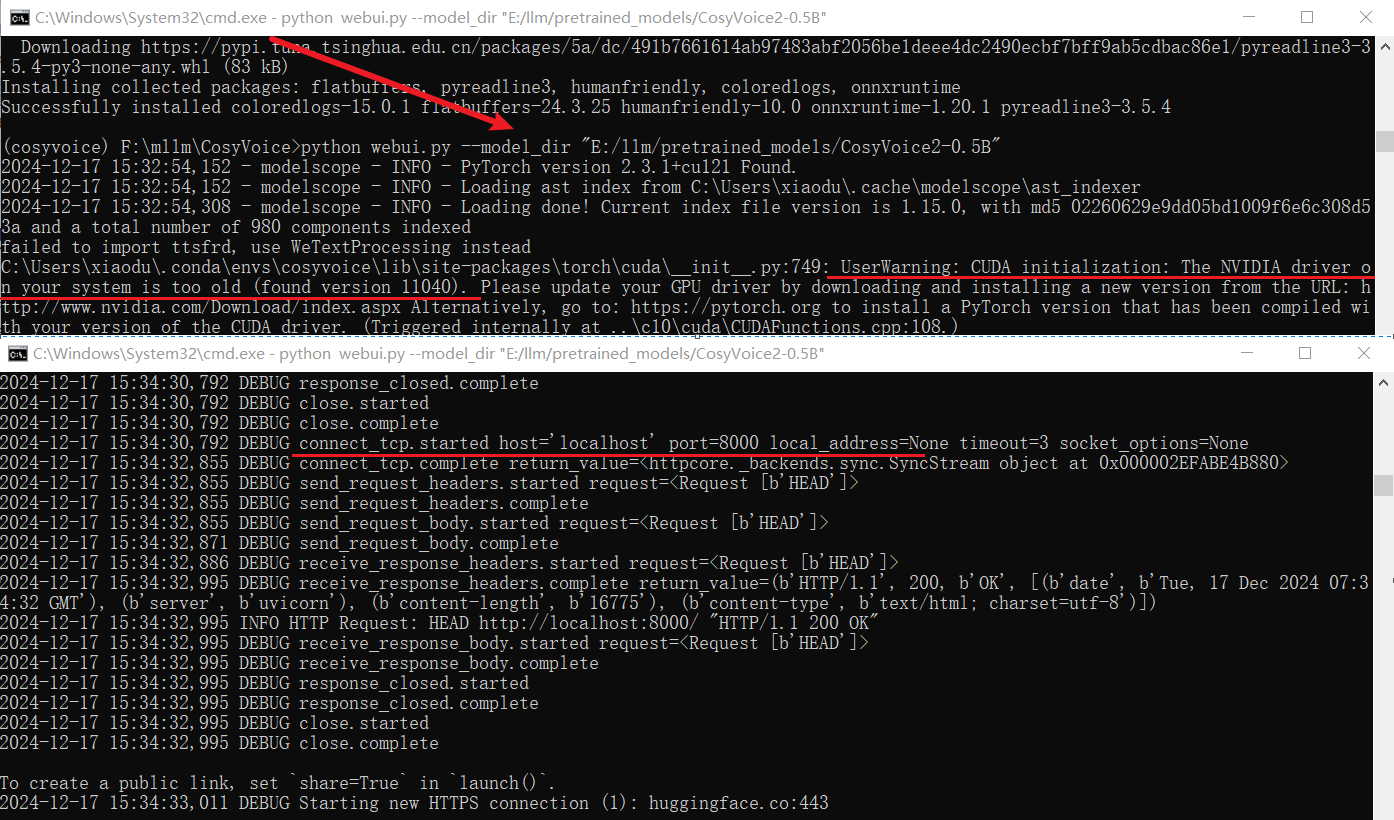 C:\Windows\System32\cmd.exe - python  webui.py --model_dir "E:/llm/pretrained_models/CosyVoice2-0.5B"
Downloading https://pypi.tuna.tsinghua.edu.cn/packages/5a/dc/491b7661614ab97483abf2056be1deee4dc2490ecbf7bff9ab5cdbac86e1/pyreadline3-3
.5.4-py3-none-any.whl (83 kB)
Installing collected packages: flatbuffers, pyreadline3, humanfriendly, coloredlogs, onnxruntime
Successfully installed coloredlogs-15.0.1 flatbuffers-24.3.25 humanfriendly-10.0 onnxruntime-1.20.1 pyreadline3-3.5.4
(cosyvoice) F:\mllm\CosyVoice>python webui.py --model_dir "E:/llm/pretrained_models/CosyVoice2-0.5B"
2024-12-17 15:32:54,152 - modelscope - INFO - PyTorch version 2.3.1+cu121 Found.
2024-12-17 15:32:54,152 - modelscope - INFO - Loading ast index from C:\Users\xiaodu\.cache\modelscope\ast_indexer
2024-12-17 15:32:54,308 - modelscope - INFO - Loading done! Current index file version is 1.15.0, with md5 02260629e9dd05bd1009f6e6c308d5
3a and a total number of 980 components indexed
failed to import ttsfrd, use WeTextProcessing instead
C:\Users\xiaodu\.conda\envs\cosyvoice\lib\site-packages\torch\cuda\__init__.py:749: UserWarning: CUDA initialization: The NVIDIA driver o
n your system is too old (found version 11040). Please update your GPU driver by downloading and installing a new version from the URL: h
ttp://www.nvidia.com/Download/index.aspx Alternatively, go to: https://pytorch.org to install a PyTorch version that has been compiled wi
th your version of the CUDA driver. (Triggered internally at ..\c10\cuda\CUDAFunctions.cpp:108.)
C:\Windows\System32\cmd.exe - python  webui.py --model_dir "E:/llm/pretrained_models/CosyVoice2-0.5B"
2024-12-17 15:34:30,792 DEBUG response_closed.complete
2024-12-17 15:34:30,792 DEBUG close.started
2024-12-17 15:34:30,792 DEBUG close.complete
2024-12-17 15:34:30,792 DEBUG connect_tcp.started host='localhost' port=8000 local_address=None timeout=3 socket_options=None
2024-12-17 15:34:32,855 DEBUG connect_tcp.complete return_value=<httpcore._backends.sync.SyncStream object at 0x000002EFABE4B880>
2024-12-17 15:34:32,855 DEBUG send_request_headers.started request=<Request [b'HEAD']>
2024-12-17 15:34:32,855 DEBUG send_request_headers.complete
2024-12-17 15:34:32,855 DEBUG send_request_body.started request=<Request [b'HEAD']>
2024-12-17 15:34:32,871 DEBUG send_request_body.complete
2024-12-17 15:34:32,886 DEBUG receive_response_headers.started request=<Request [b'HEAD']>
2024-12-17 15:34:32,995 DEBUG receive_response_headers.complete return_value=(b'HTTP/1.1', 200, b'OK', [(b'date', b'Tue, 17 Dec 2024 07:3
4:32 GMT'), (b'server', b'uvicorn'), (b'content-length', b'16775'), (b'content-type', b'text/html; charset=utf-8')])
2024-12-17 15:34:32,995 INFO HTTP Request: HEAD http://localhost:8000/ "HTTP/1.1 200 OK"
2024-12-17 15:34:32,995 DEBUG receive_response_body.started request=<Request [b'HEAD']>
2024-12-17 15:34:32,995 DEBUG receive_response_body.complete
2024-12-17 15:34:32,995 DEBUG response_closed.started
2024-12-17 15:34:32,995 DEBUG response_closed.complete
2024-12-17 15:34:32,995 DEBUG close.started
2024-12-17 15:34:32,995 DEBUG close.complete
To create a public link, set `share=True` in `launch()`.
2024-12-17 15:34:33,011 DEBUG Starting new HTTPS connection (1): huggingface.co:443